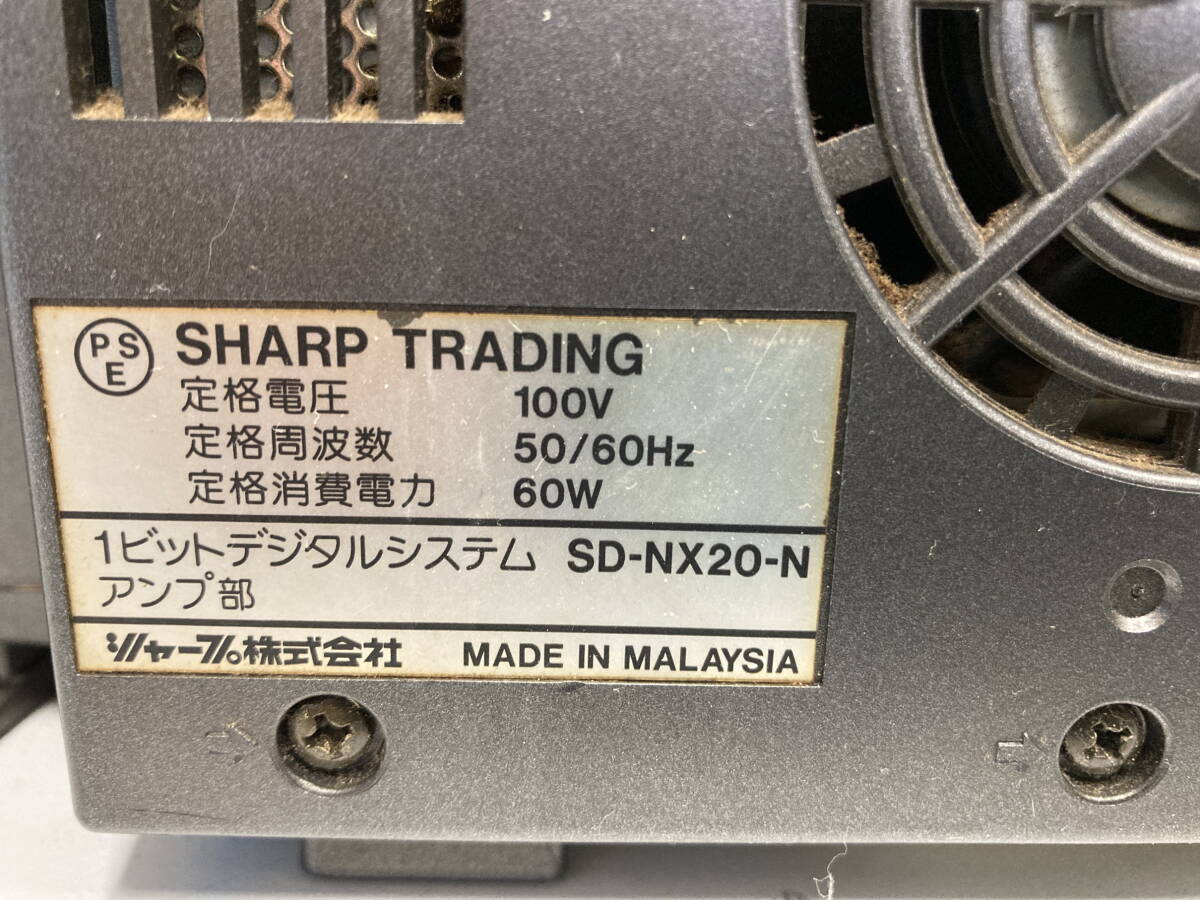 PSE SHARP TRADING
定格電圧 100V
定格周波数 50/60Hz
定格消費電力 60W
1ビットデジタルシステム SD-NX20-N
アンプ部
シャープ株式会社 MADE IN MALAYSIA